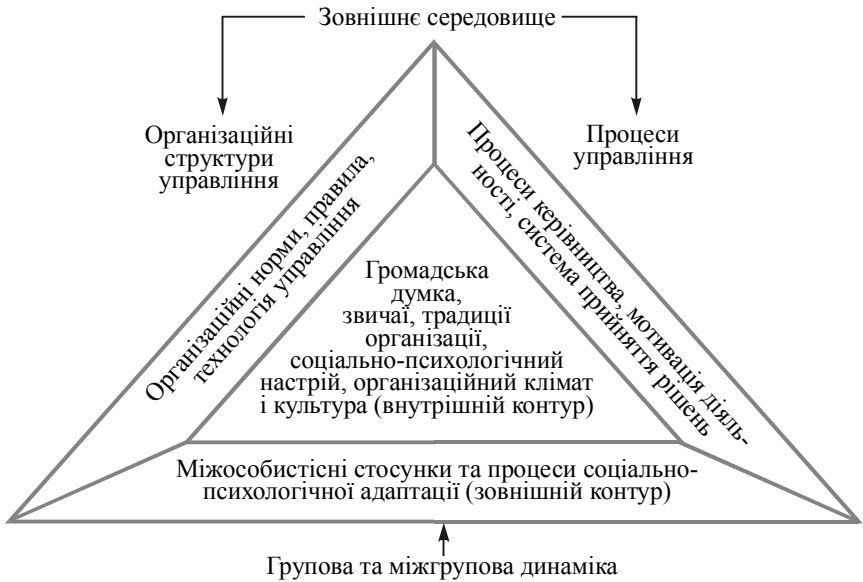 Зовнішнє середовище
Організаційні
структури
управління
Процеси
управління
Організаційні норми, правила,
технологія управління
Процеси керівництва, мотивація діяль-
ності, система прийняття рішень
Громадська
думка,
звичаї, традиції
організації,
соціально-психологічний
настрій, організаційний клімат
і культура (внутрішній контур)
Міжособистісні стосунки та процеси соціально-
психологічної адаптації (зовнішній контур)
Групова та міжгрупова динаміка